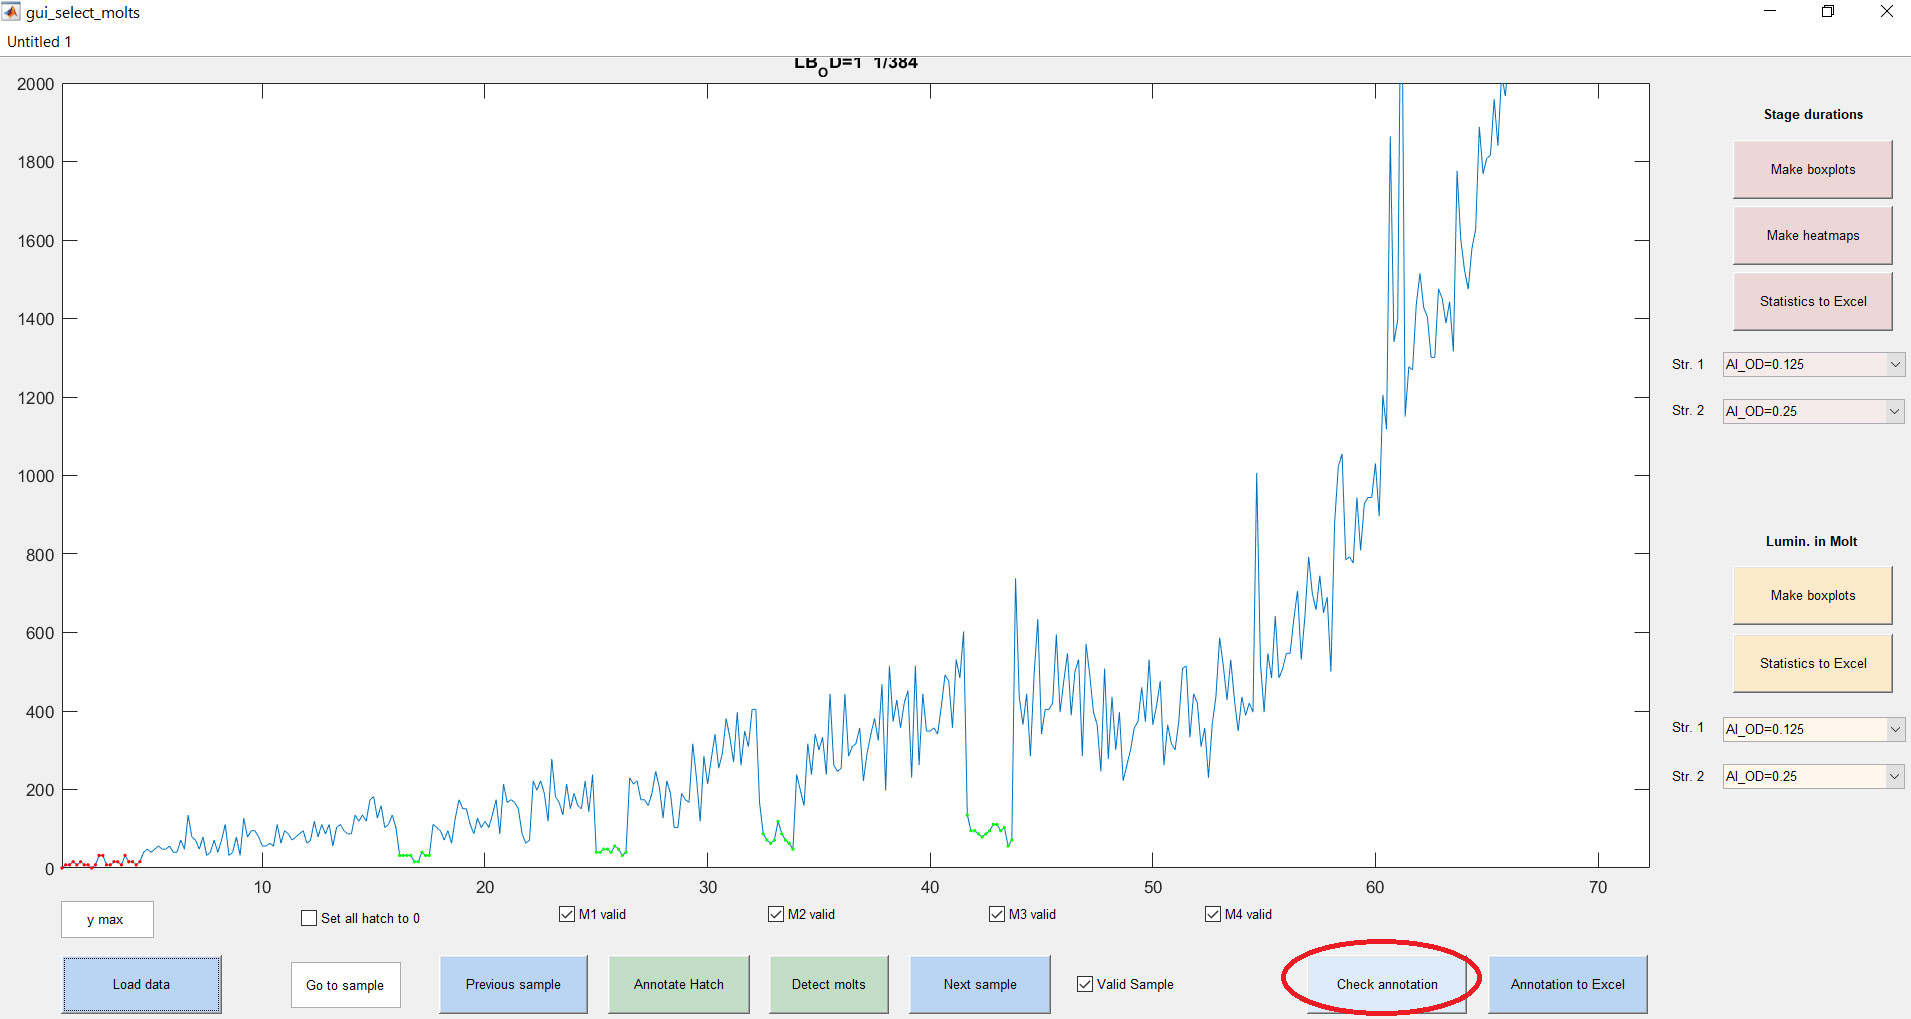 gui_select_molts
Untitled 1
LB_OD=1 1/384
2000
1800
1600
1400
1200
1000
800
600
400
200
0
10 20 30 40 50 60 70
y max
Set all hatch to 0
M1 valid
M2 valid
M3 valid
M4 valid
Load data
Go to sample
Previous sample
Annotate Hatch
Detect molts
Next sample
Valid Sample
Check annotation
Annotation to Excel
Stage durations
Make boxplots
Make heatmaps
Statistics to Excel
Str. 1 AI_OD=0.125
Str. 2 AI_OD=0.25
Lumin. in Molt
Make boxplots
Statistics to Excel
Str. 1 AI_OD=0.125
Str. 2 AI_OD=0.25